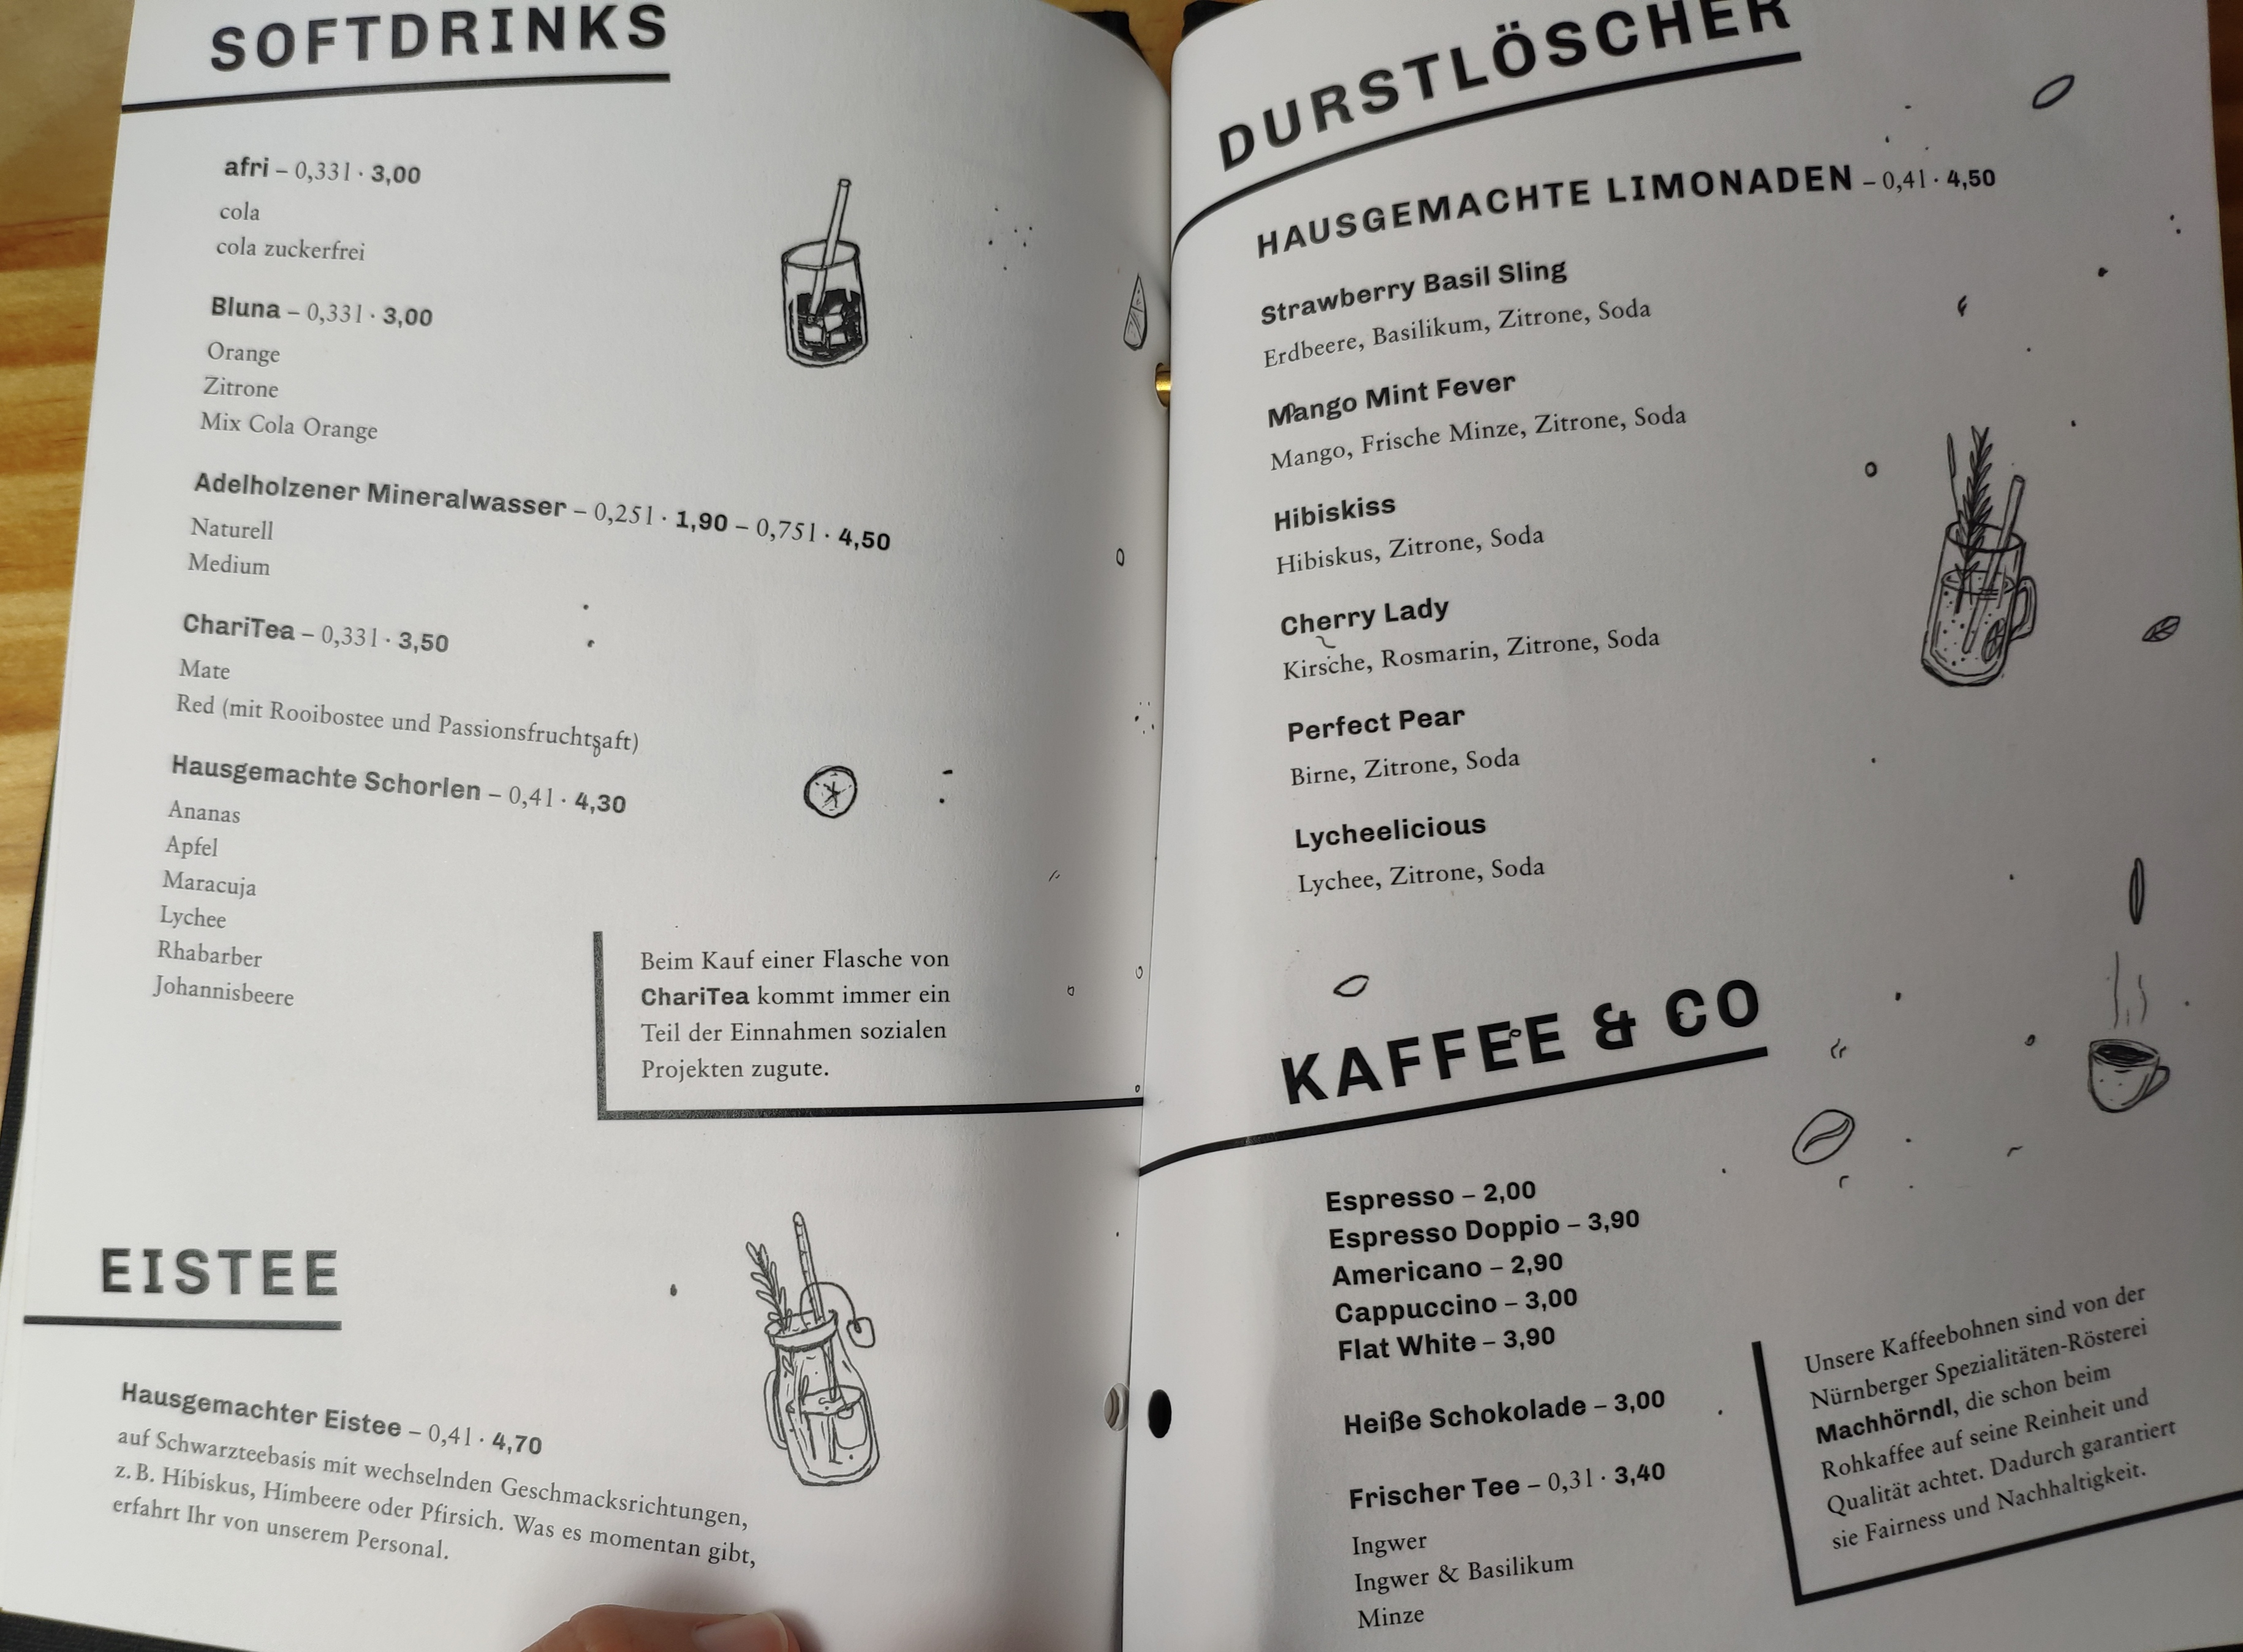 SOFTDRINKS
afri – 0,33l · 3,00
cola
cola zuckerfrei
Bluna – 0,33l · 3,00
Orange
Zitrone
Mix Cola Orange
Adelholzener Mineralwasser – 0,25l · 1,90 – 0,75l · 4,50
Naturell
Medium
ChariTea – 0,33l · 3,50
Mate
Red (mit Rooibostee und Passionsfruchtsaft)
Hausgemachte Schorlen – 0,4l · 4,30
Ananas
Apfel
Maracuja
Lychee
Rhabarber
Johannisbeere
Beim Kauf einer Flasche von
ChariTea kommt immer ein
Teil der Einnahmen sozialen
Projekten zugute.
EISTEE
Hausgemachter Eistee – 0,4l · 4,70
auf Schwarzteebasis mit wechselnden Geschmacksrichtungen,
z. B. Hibiskus, Himbeere oder Pfirsich. Was es momentan gibt,
erfahrt Ihr von unserem Personal.
DURSTLÖSCHER
HAUSGEMACHTE LIMONADEN – 0,4l · 4,50
Strawberry Basil Sling
Erdbeere, Basilikum, Zitrone, Soda
Mango Mint Fever
Mango, Frische Minze, Zitrone, Soda
Hibiskiss
Hibiskus, Zitrone, Soda
Cherry Lady
Kirsche, Rosmarin, Zitrone, Soda
Perfect Pear
Birne, Zitrone, Soda
Lycheelicious
Lychee, Zitrone, Soda
KAFFEE & CO
Espresso – 2,00
Espresso Doppio – 3,90
Americano – 2,90
Cappuccino – 3,00
Flat White – 3,90
Heiße Schokolade – 3,00
Frischer Tee – 0,3l · 3,40
Ingwer
Ingwer & Basilikum
Minze
Unsere Kaffeebohnen sind von der
Nürnberger Spezialitäten-Rösterei
Machhörndl, die schon beim
Rohkaffee auf seine Reinheit und
Qualität achtet. Dadurch garantiert
sie Fairness und Nachhaltigkeit.